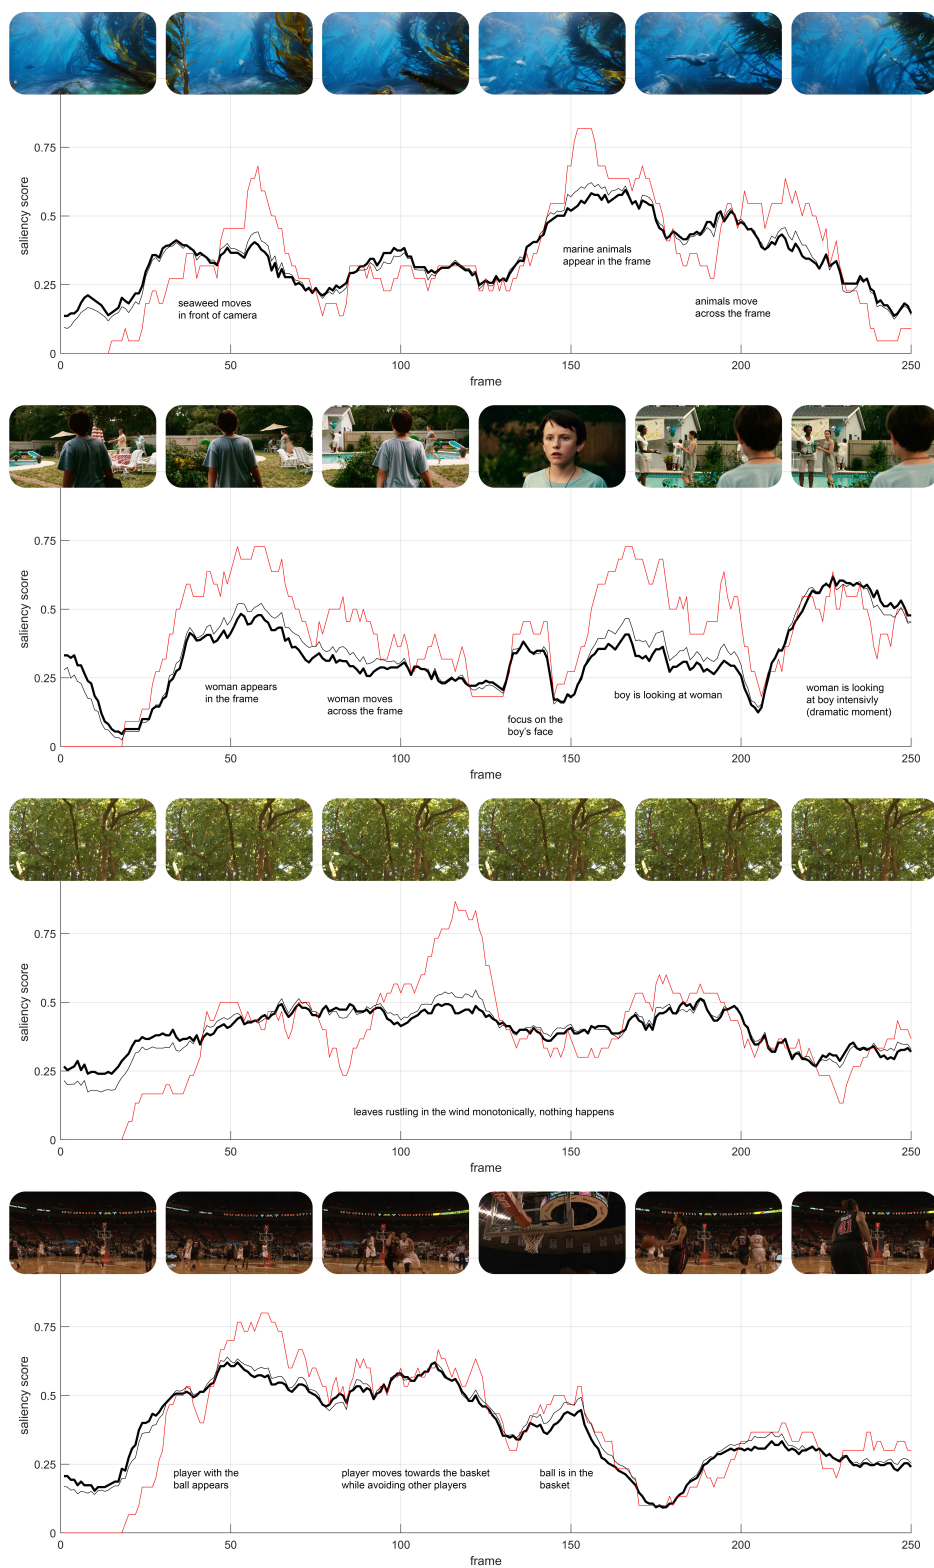 0.75
saliency score
0.5
marine animals
appear in the frame
0.25
seaweed moves
in front of camera
animals move
across the frame
0
0 50 100 150 200 250
frame
0.75
saliency score
0.5
0.25
woman appears
in the frame
woman moves
across the frame
boy is looking at woman
woman is looking
at boy intensivly
(dramatic moment)
focus on the
boy's face
0
0 50 100 150 200 250
frame
0.75
saliency score
0.5
0.25
leaves rustling in the wind monotonically, nothing happens
0
0 50 100 150 200 250
frame
41
0.75
saliency score
0.5
0.25
player with the
ball appears
player moves towards the basket
while avoiding other players
ball is in the
basket
0
0 50 100 150 200 250
frame